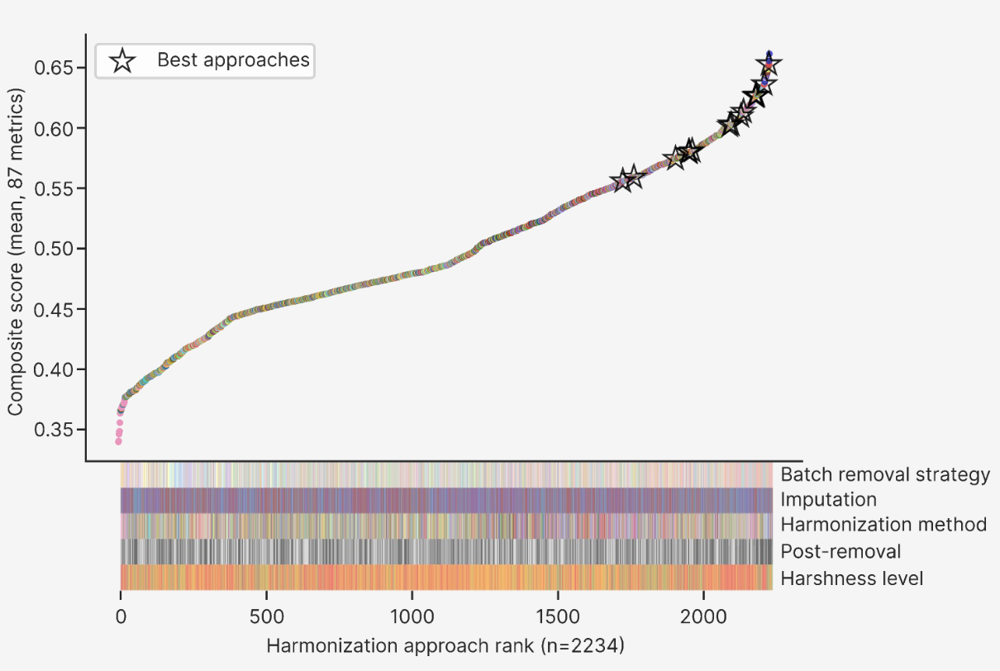 Best approaches
Composite score (mean, 87 metrics)
0.65
0.60
0.55
0.50
0.45
0.40
0.35
Batch removal strategy
Imputation
Harmonization method
Post-removal
Harshness level
0 500 1000 1500 2000
Harmonization approach rank (n=2234)